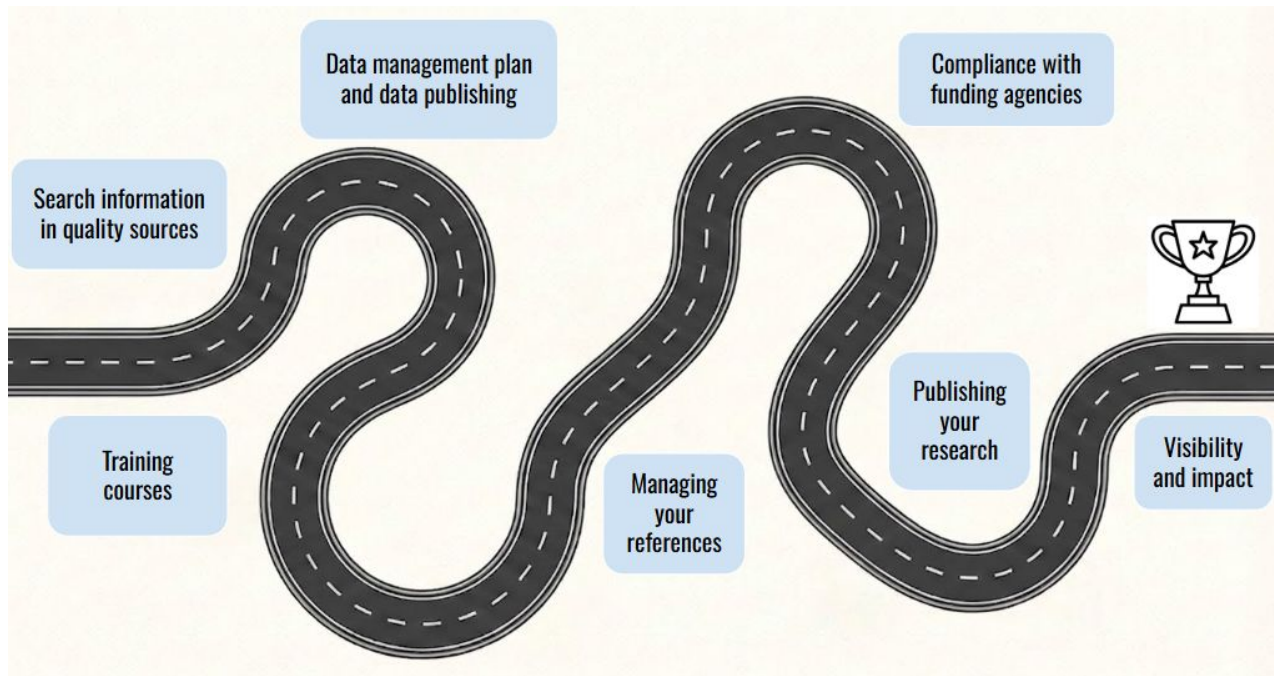 Search information
in quality sources
Training
courses
Data management plan
and data publishing
Managing
your
references
Compliance with
funding agencies
Publishing
your
research
Visibility
and impact